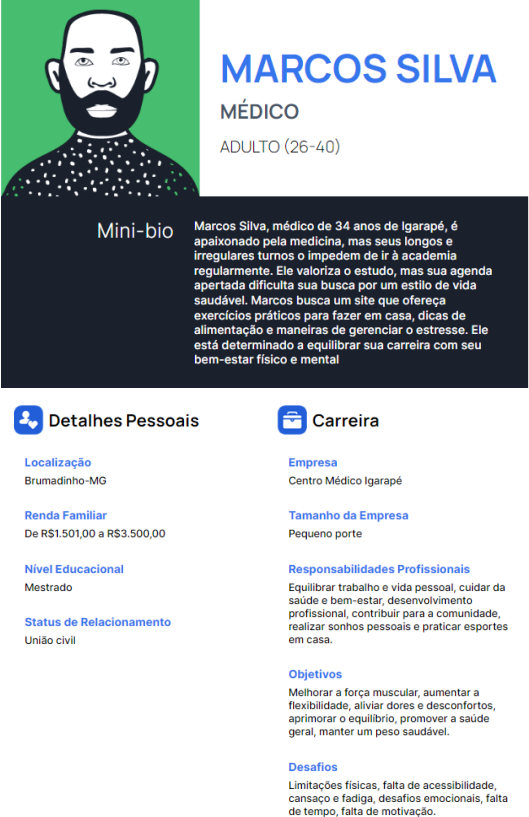 MARCOS SILVA
MÉDICO
ADULTO (26-40)
Mini-bio
Marcos Silva, médico de 34 anos de Igarapé, é
apaixonado pela medicina, mas seus longos e
irregulares turnos o impedem de ir à academia
regularmente. Ele valoriza o estudo, mas sua agenda
apertada dificulta sua busca por um estilo de vida
saudável. Marcos busca um site que ofereça
exercícios práticos para fazer em casa, dicas de
alimentação e maneiras de gerenciar o estresse. Ele
está determinado a equilibrar sua carreira com seu
bem-estar físico e mental
Detalhes Pessoais
Localização
Brumadinho-MG
Renda Familiar
De R$1.501,00 a R$3.500,00
Nível Educacional
Mestrado
Status de Relacionamento
União civil
Carreira
Empresa
Centro Médico Igarapé
Tamanho da Empresa
Pequeno porte
Responsabilidades Profissionais
Equilibrar trabalho e vida pessoal, cuidar da
saúde e bem-estar, desenvolvimento
profissional, contribuir para a comunidade,
realizar sonhos pessoais e praticar esportes
em casa.
Objetivos
Melhorar a força muscular, aumentar a
flexibilidade, aliviar dores e desconfortos,
aprimorar o equilíbrio, promover a saúde
geral, manter um peso saudável.
Desafios
Limitações físicas, falta de acessibilidade,
cansaço e fadiga, desafios emocionais, falta
de tempo, falta de motivação.